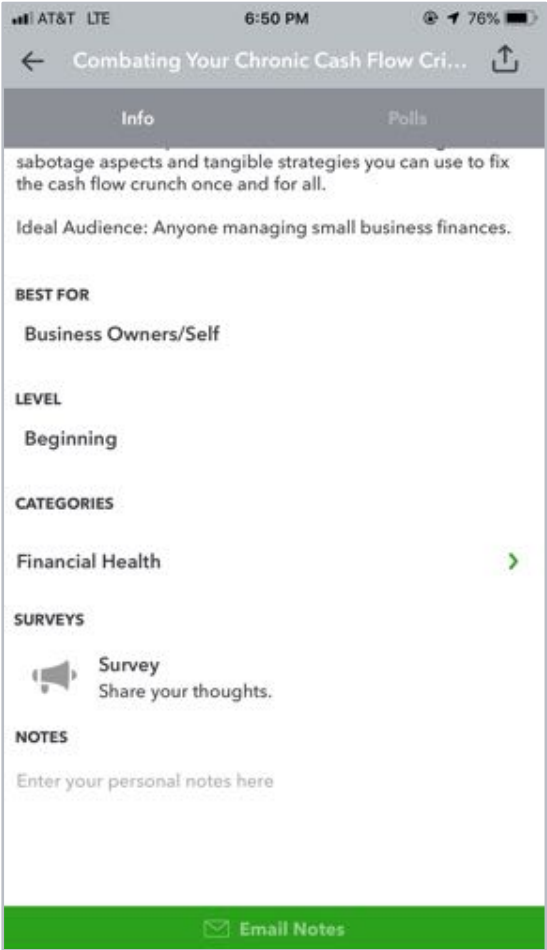 AT&T LTE 6:50 PM 76%
Combating Your Chronic Cash Flow Cri...
Info Polls
sabotage aspects and tangible strategies you can use to fix
the cash flow crunch once and for all.
Ideal Audience: Anyone managing small business finances.
BEST FOR
Business Owners/Self
LEVEL
Beginning
CATEGORIES
Financial Health
SURVEYS
Survey
Share your thoughts.
NOTES
Enter your personal notes here
Email Notes